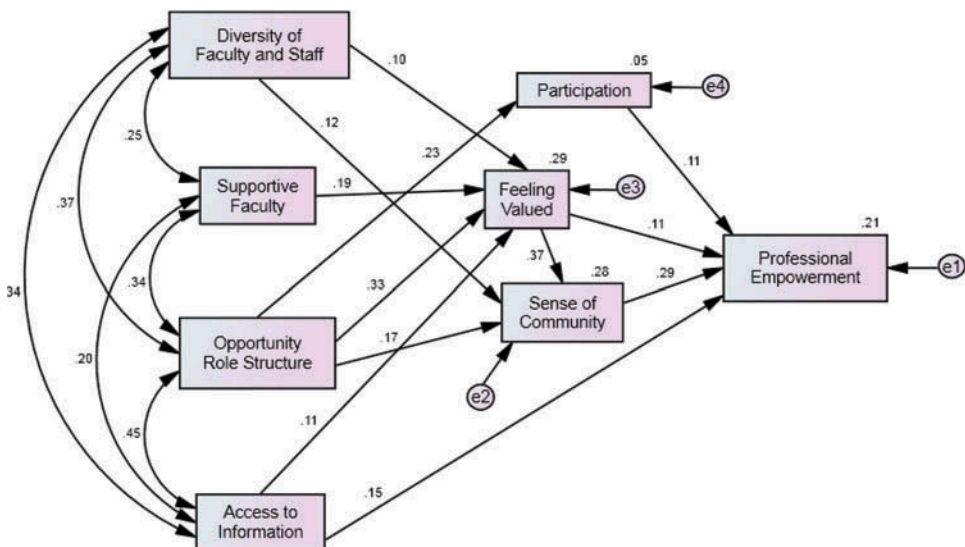 Diversity of
Faculty and Staff
.10
.05
Participation
e4
.12
.25
.23
.11
.29
Supportive
Faculty
.19
Feeling
Valued
e3
.37
.11
.21
Professional
Empowerment
e1
.37
.28
.29
.34
.34
.33
Sense of
Community
Opportunity
Role Structure
.17
.20
e2
.11
.45
.15
Access to
Information